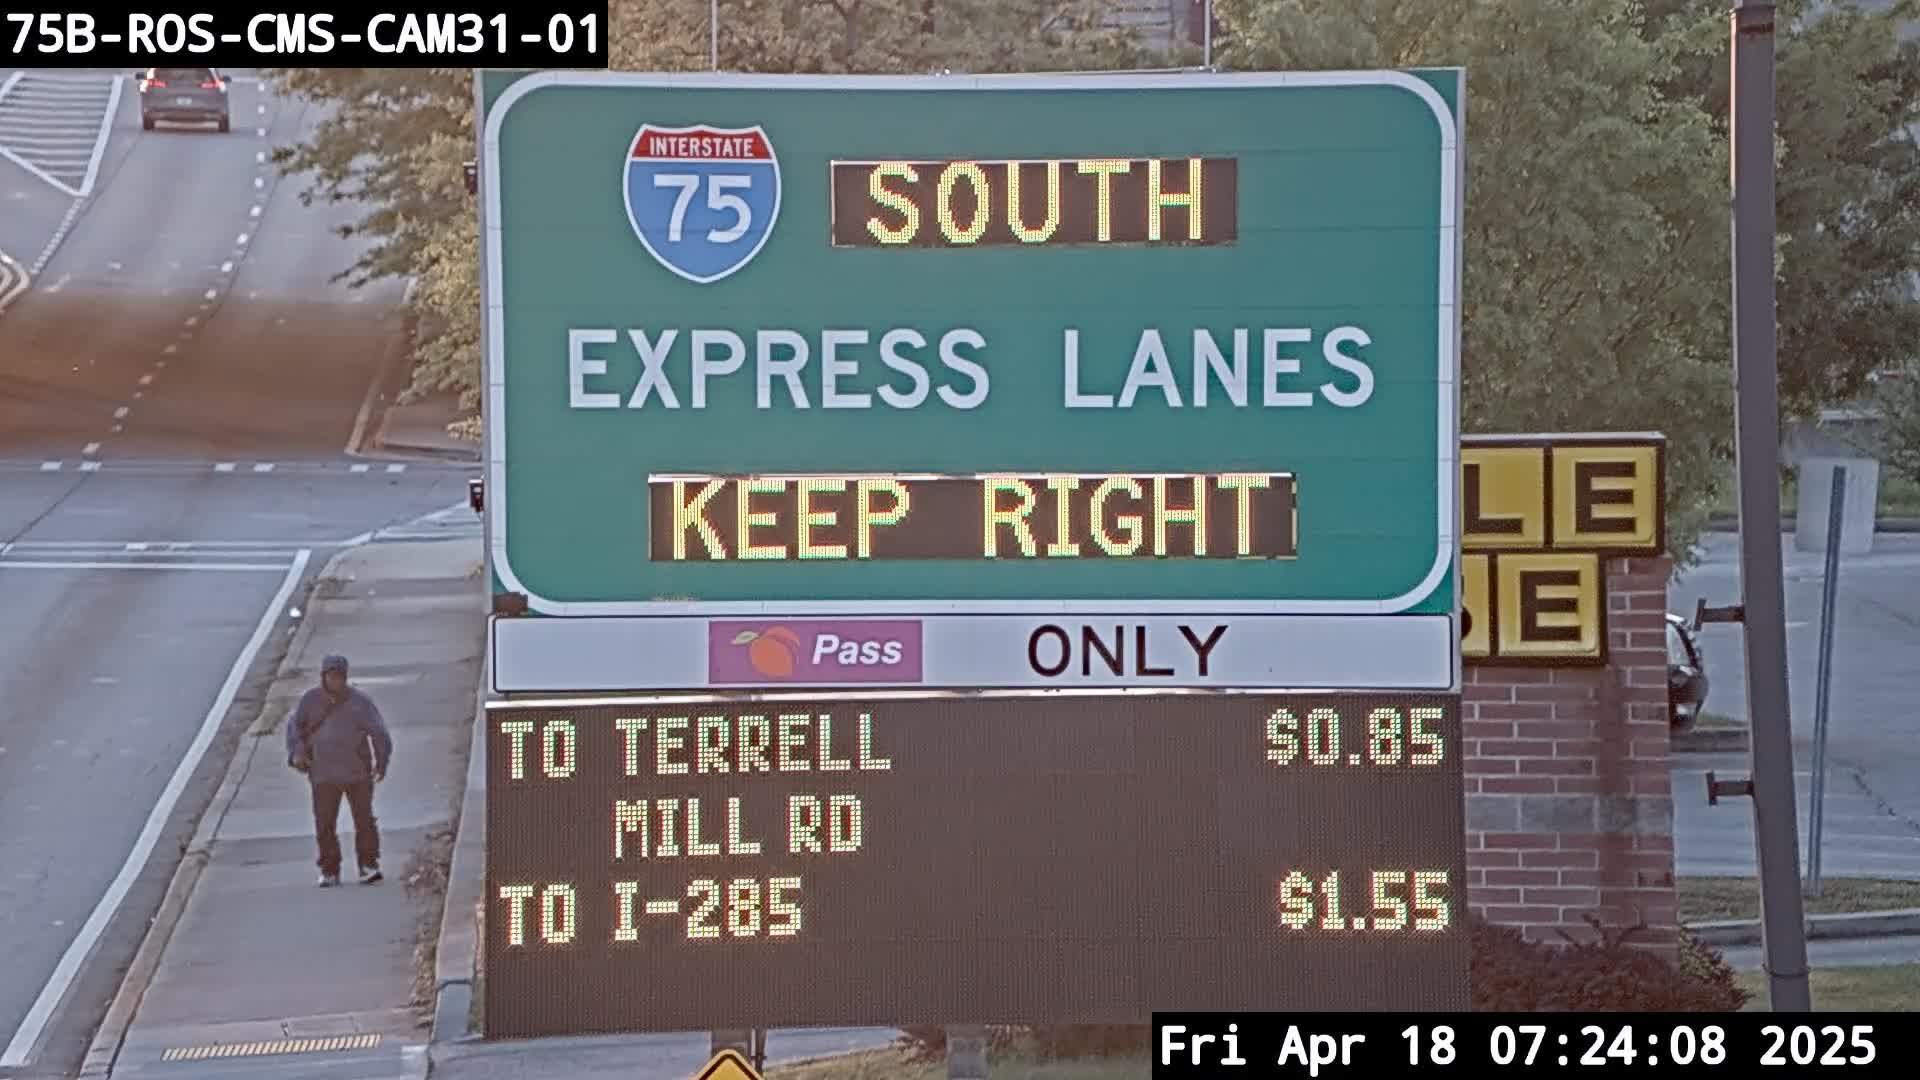 75B-ROS-CMS-CAM31-01
INTERSTATE
75
SOUTH
EXPRESS LANES
KEEP RIGHT
Pass ONLY
TO TERRELL $0.85
MILL RD
TO I-285 $1.55
LE
E
Fri Apr 18 07:24:08 2025